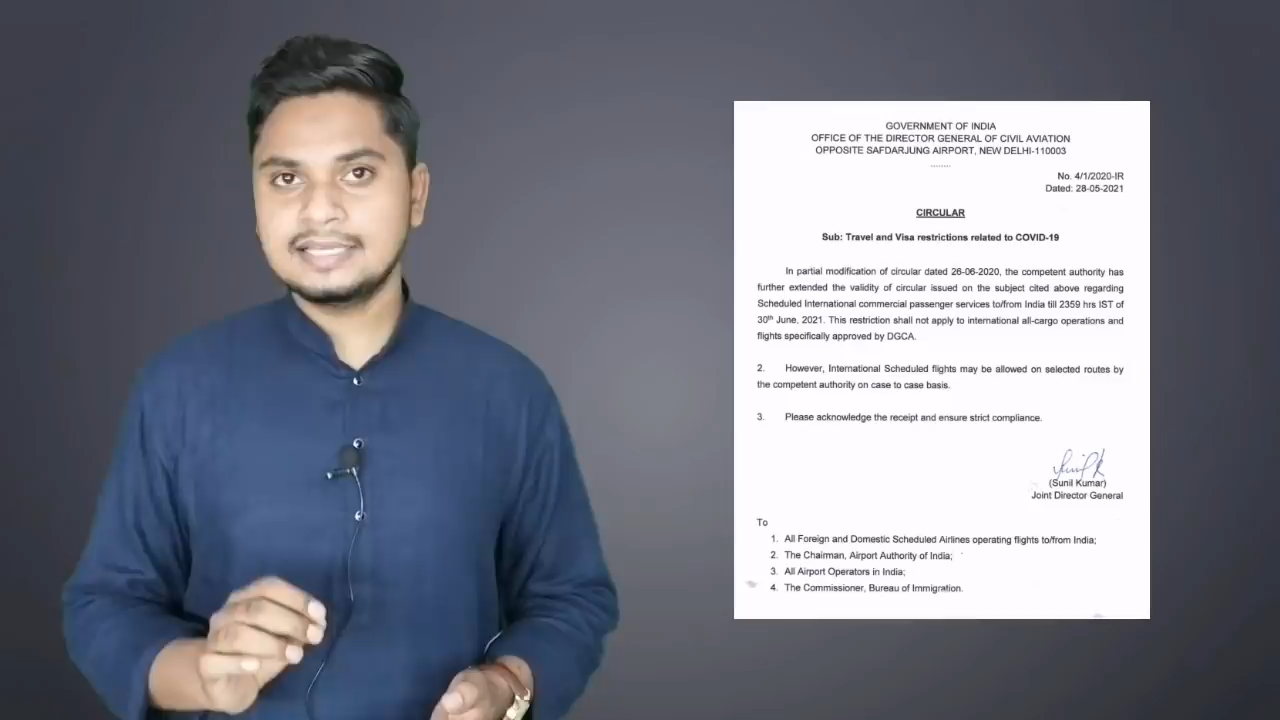 GOVERNMENT OF INDIA
OFFICE OF THE DIRECTOR GENERAL OF CIVIL AVIATION
OPPOSITE SAFDARJUNG AIRPORT, NEW DELHI-110003
........
No. 4/1/2020-IR
Dated: 28-05-2021
CIRCULAR
Sub: Travel and Visa restrictions related to COVID-19
In partial modification of circular dated 26-06-2020, the competent authority has
further extended the validity of circular issued on the subject cited above regarding
Scheduled International commercial passenger services to/from India till 2359 hrs IST of
30th June, 2021. This restriction shall not apply to international all-cargo operations and
flights specifically approved by DGCA.
2. However, International Scheduled flights may be allowed on selected routes by
the competent authority on case to case basis.
3. Please acknowledge the receipt and ensure strict compliance.
(Sunil Kumar)
Joint Director General
To
1. All Foreign and Domestic Scheduled Airlines operating flights to/from India;
2. The Chairman, Airport Authority of India;
3. All Airport Operators in India;
4. The Commissioner, Bureau of Immigration.